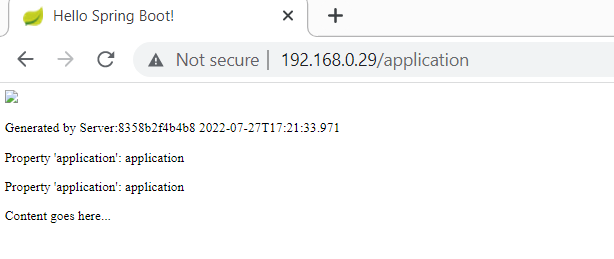 Hello Spring Boot!
Not secure | 192.168.0.29/application
Generated by Server:8358b2f4b4b8 2022-07-27T17:21:33.971
Property 'application': application
Property 'application': application
Content goes here...